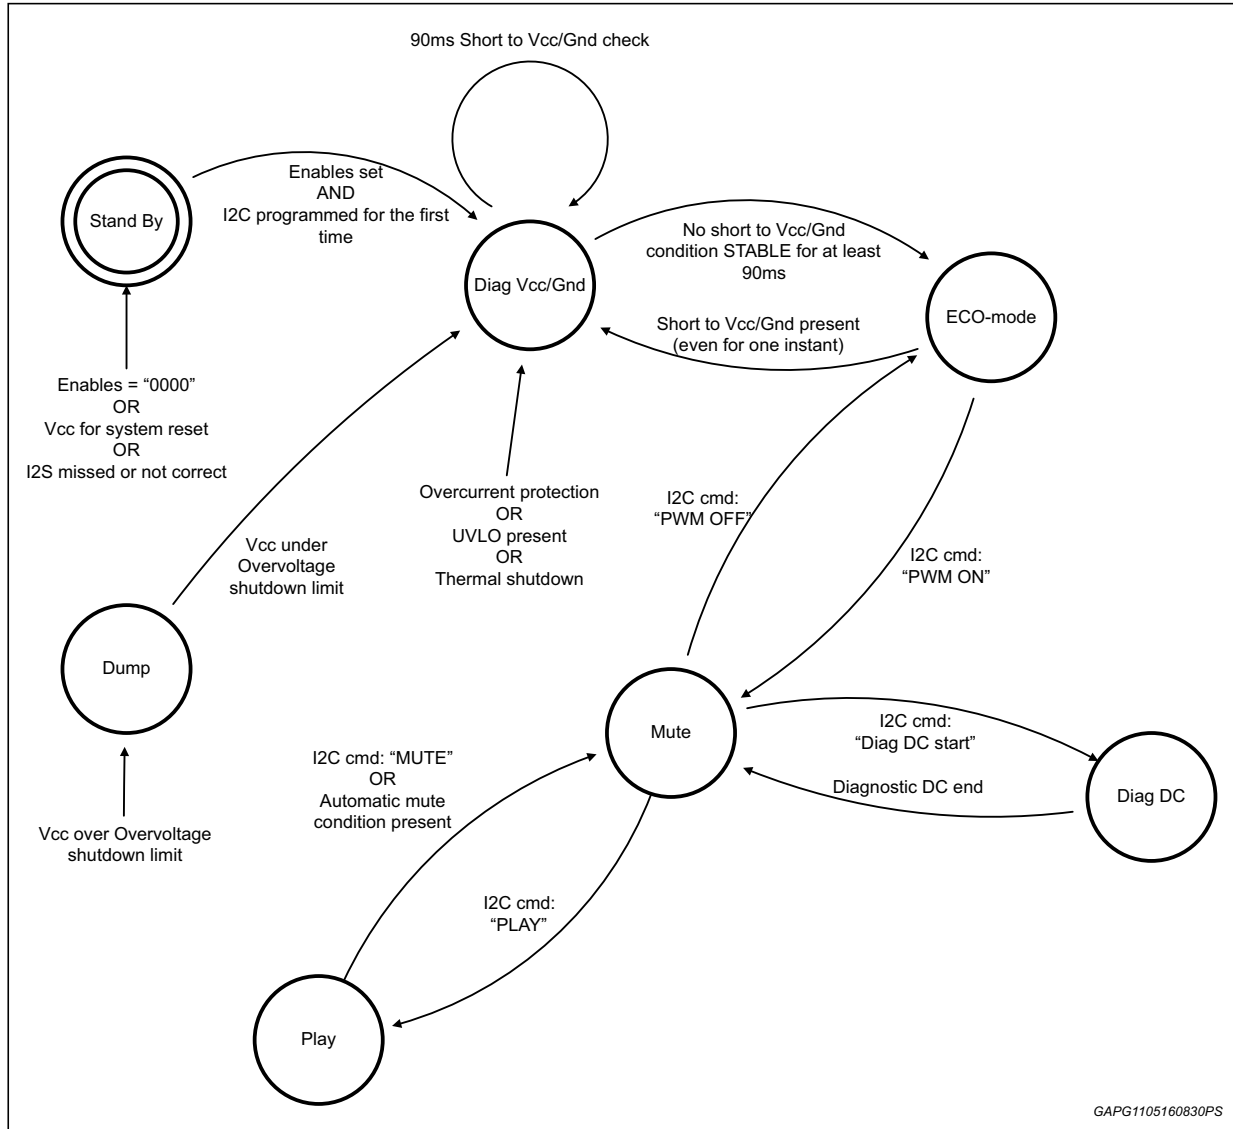 90ms Short to Vcc/Gnd check
Stand By
Enables set
AND
I2C programmed for the first
time
Diag Vcc/Gnd
No short to Vcc/Gnd
condition STABLE for at least
90ms
ECO-mode
Short to Vcc/Gnd present
(even for one instant)
Enables = “0000”
OR
Vcc for system reset
OR
I2S missed or not correct
Overcurrent protection
OR
UVLO present
OR
Thermal shutdown
I2C cmd:
“PWM OFF”
I2C cmd:
“PWM ON”
Vcc under
Overvoltage
shutdown limit
Dump
Mute
I2C cmd:
“Diag DC start”
Diagnostic DC end
Diag DC
I2C cmd: “MUTE”
OR
Automatic mute
condition present
Vcc over Overvoltage
shutdown limit
I2C cmd:
“PLAY”
Play
GAPG1105160830PS